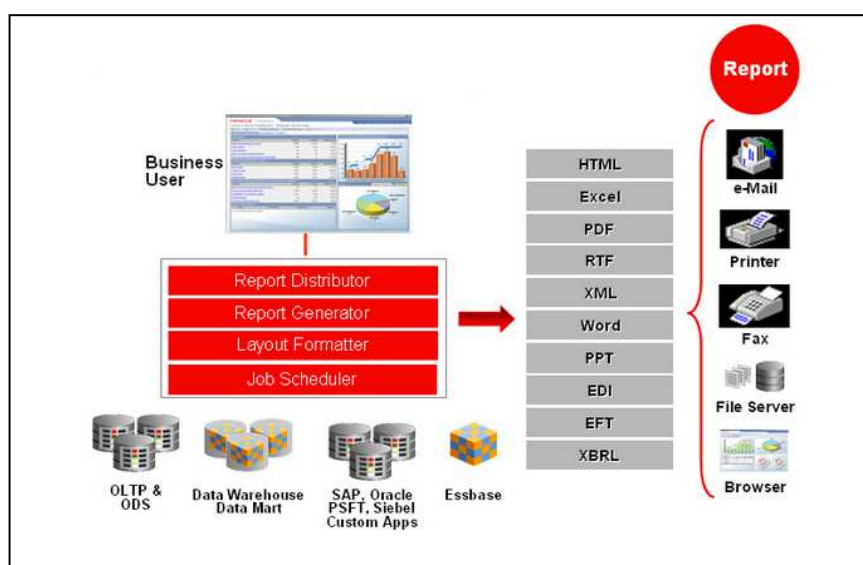 Report
ORACLE
Business
User
Report Distributor
Report Generator
Layout Formatter
Job Scheduler
OLTP &
ODS
Data Warehouse
Data Mart
SAP, Oracle
PSFT, Siebel
Custom Apps
Essbase
HTML
Excel
PDF
RTF
XML
Word
PPT
EDI
EFT
XBRL
e-Mail
Printer
Fax
File Server
Browser